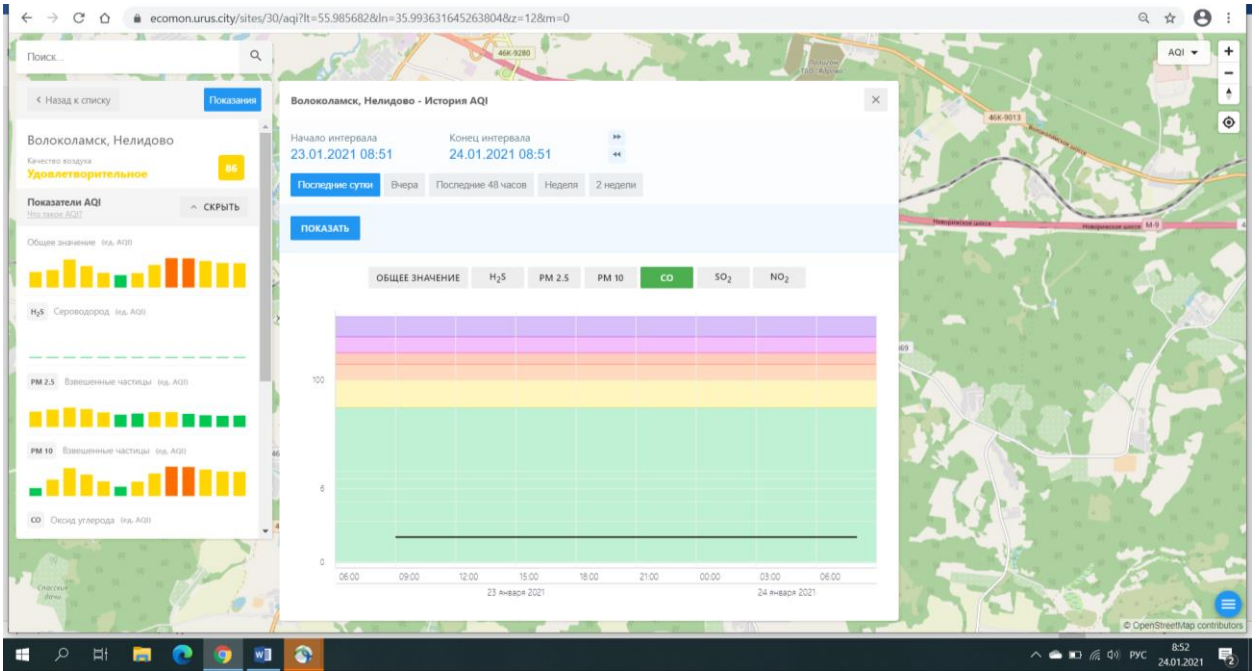 ecomon.urus.city/sites/30/aqi?lt=55.985682&ln=35.993631645263804&z=12&m=0
Поиск...
46К-9280
AQI
< Назад к списку
Показания
Волоколамск, Нелидово - История AQI
46К-9013
Волоколамское шоссе
Волоколамск, Нелидово
Качество воздуха
Удовлетворительное
86
Начало интервала
Конец интервала
23.01.2021 08:51
24.01.2021 08:51
Последние сутки
Вчера
Последние 48 часов
Неделя
2 недели
Показатели AQI
Что такое AQI?
СКРЫТЬ
ПОКАЗАТЬ
Новорижское шоссе
Новорижское шоссе
М-9
Общее значение (ед. AQI)
ОБЩЕЕ ЗНАЧЕНИЕ
H₂S
PM 2.5
PM 10
CO
SO₂
NO₂
H₂S Сероводород (ед. AQI)
PM 2.5 Взвешенные частицы (ед. AQI)
PM 10 Взвешенные частицы (ед. AQI)
CO Оксид углерода (ед. AQI)
100
6
0
06:00
09:00
12:00
15:00
18:00
21:00
00:00
03:00
06:00
23 января 2021
24 января 2021
Спасские
дачи
© OpenStreetMap contributors
РУС
8:52
24.01.2021
2